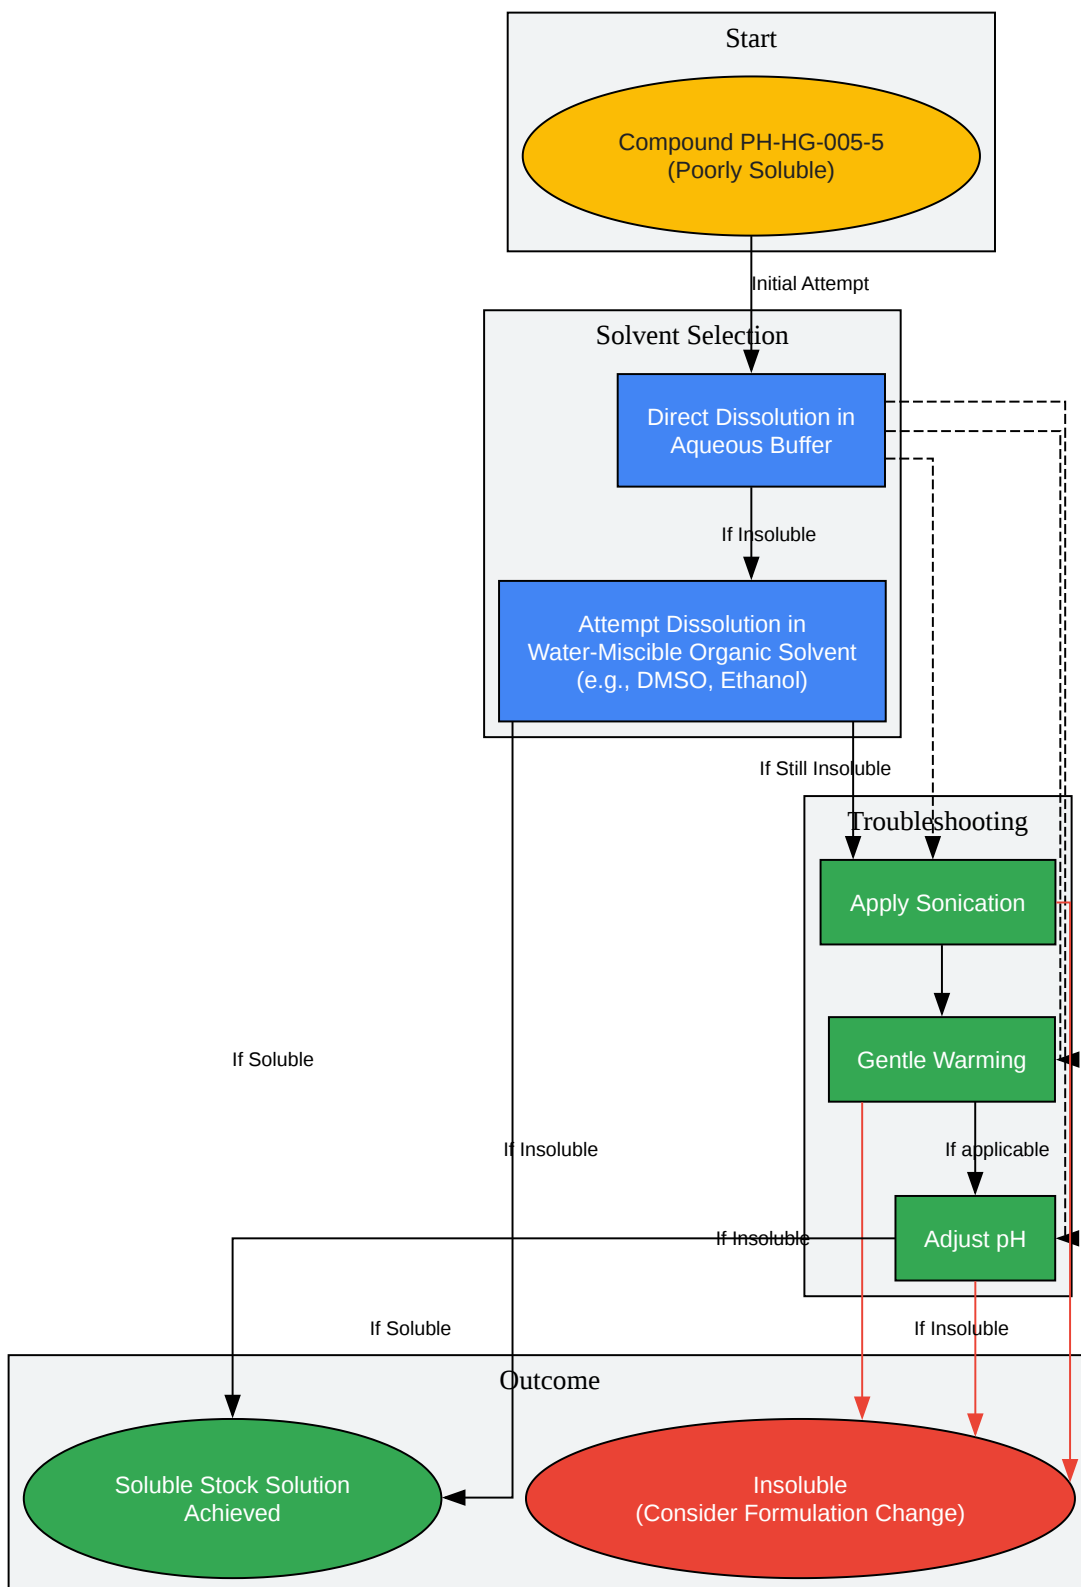 Start
Compound PH-HG-005-5
(Poorly Soluble)
Initial Attempt
Solvent Selection
Direct Dissolution in
Aqueous Buffer
If Insoluble
Attempt Dissolution in
Water-Miscible Organic Solvent
(e.g., DMSO, Ethanol)
If Still Insoluble
Troubleshooting
Apply Sonication
Gentle Warming
If Soluble
If Insoluble
If applicable
Adjust pH
If Insoluble
If Soluble
If Insoluble
Outcome
Soluble Stock Solution
Achieved
Insoluble
(Consider Formulation Change)